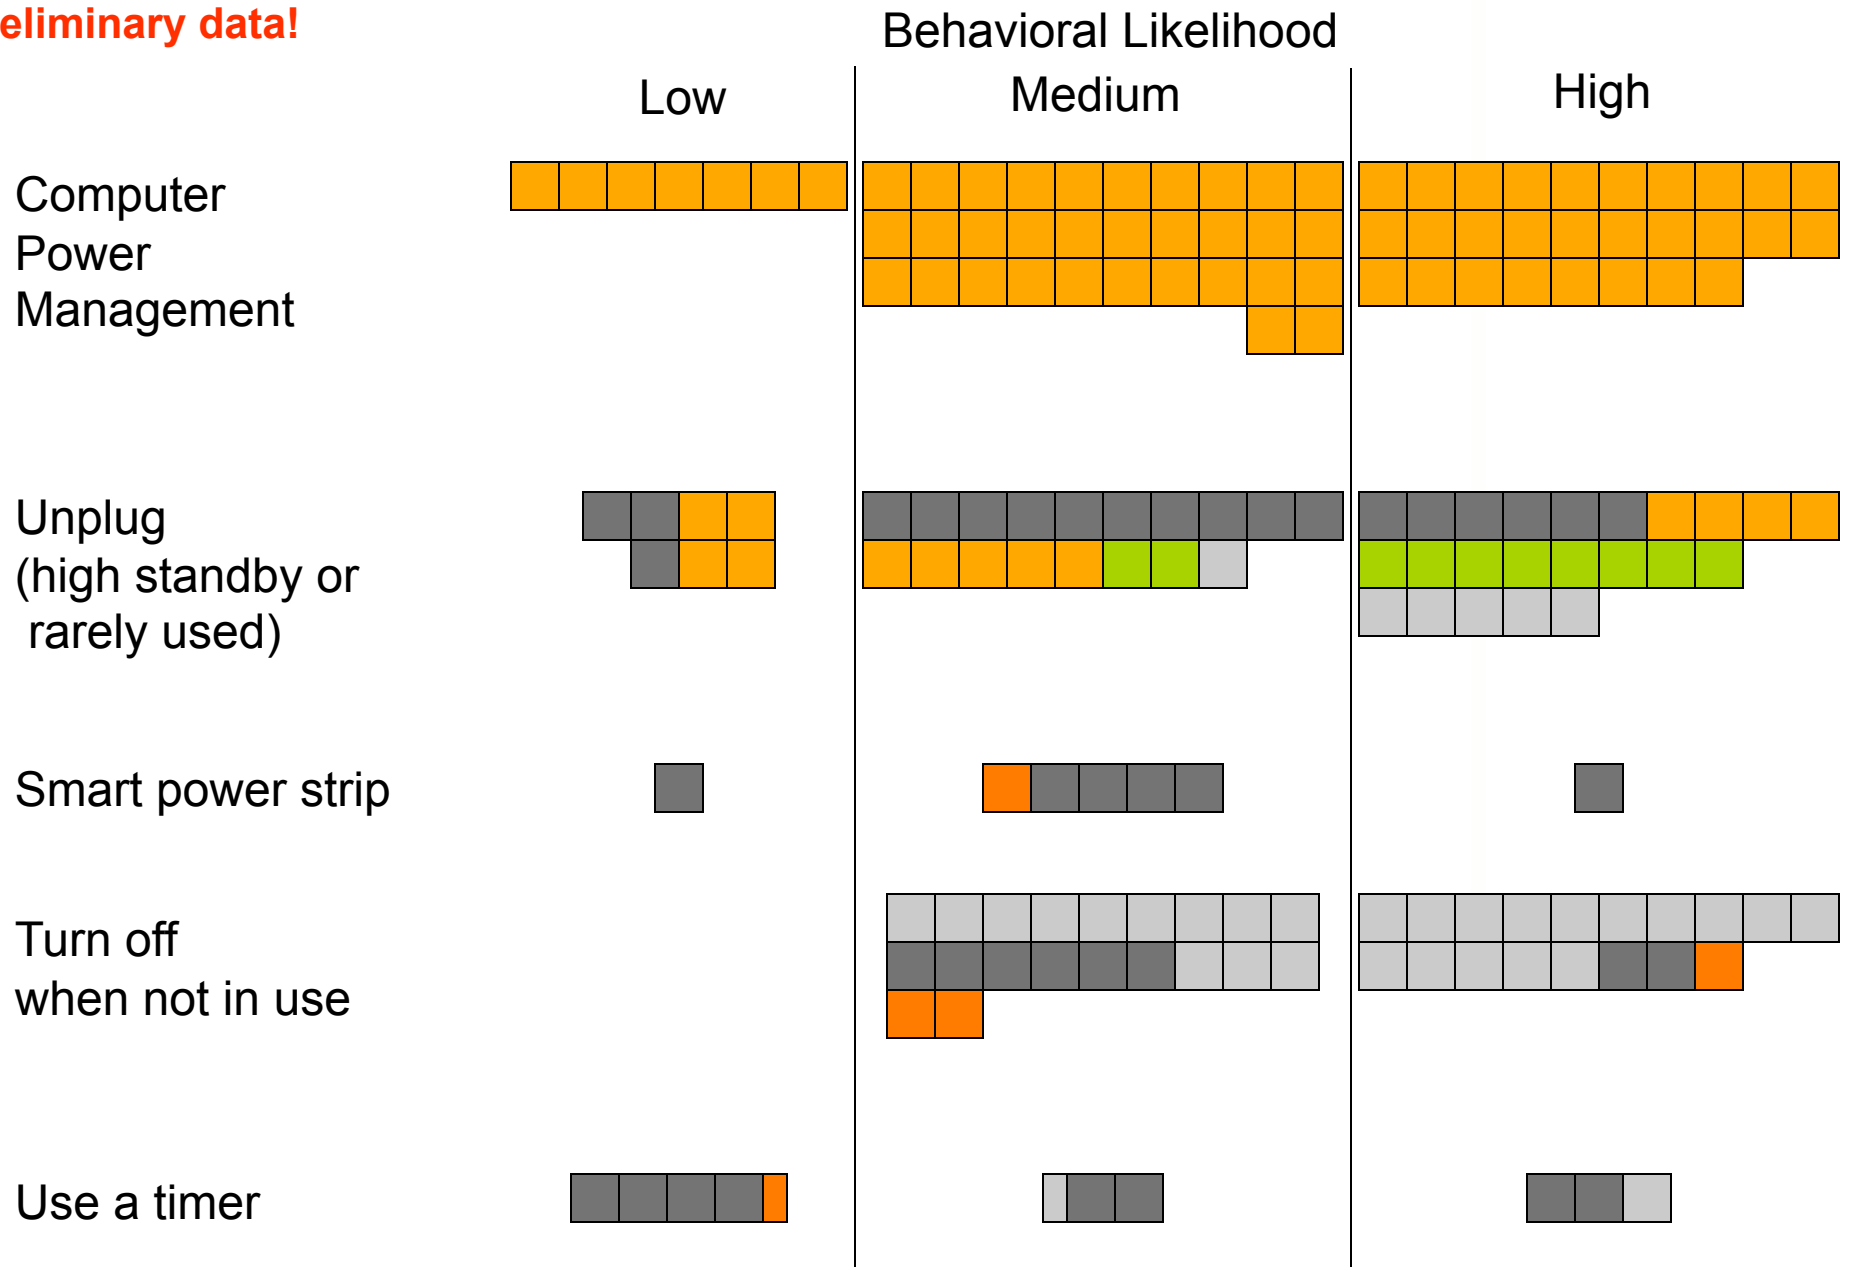 eliminary data!
Behavioral Likelihood
Low
Medium
High
Computer
Power
Management
Unplug
(high standby or
rarely used)
Smart power strip
Turn off
when not in use
Use a timer